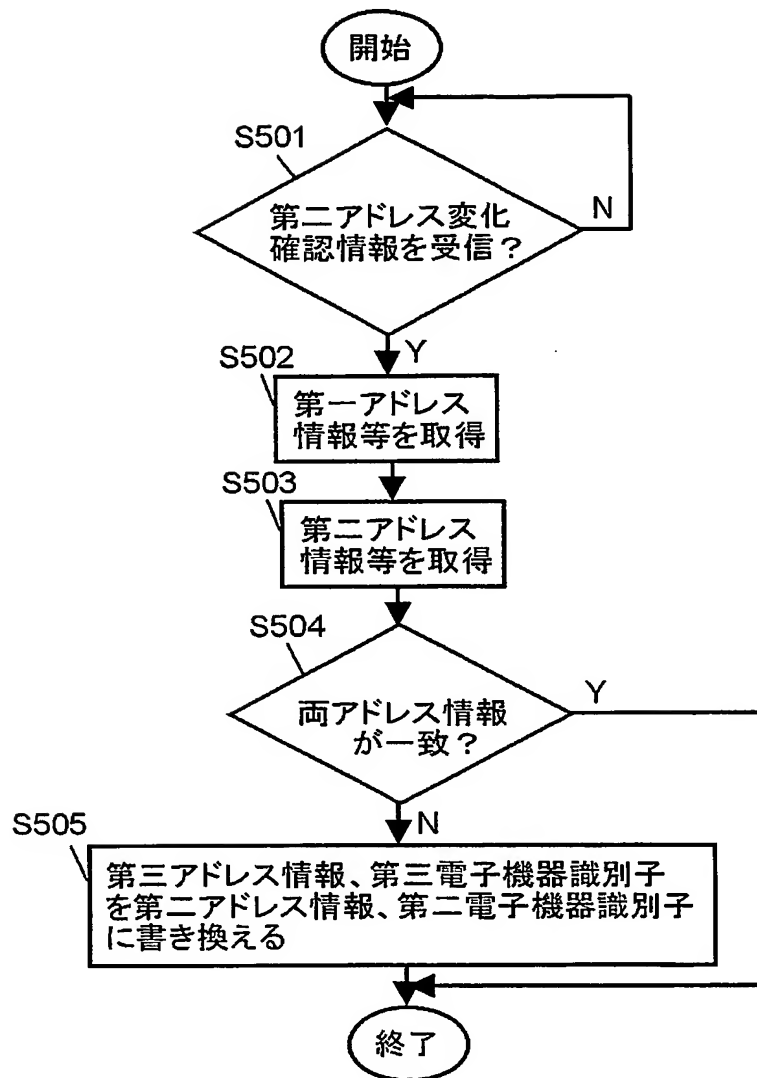 開始
S501
第二アドレス変化
確認情報を受信？
N
Y
S502
第一アドレス
情報等を取得
S503
第二アドレス
情報等を取得
S504
両アドレス情報
が一致？
Y
N
S505
第三アドレス情報、第三電子機器識別子
を第二アドレス情報、第二電子機器識別子
に書き換える
終了